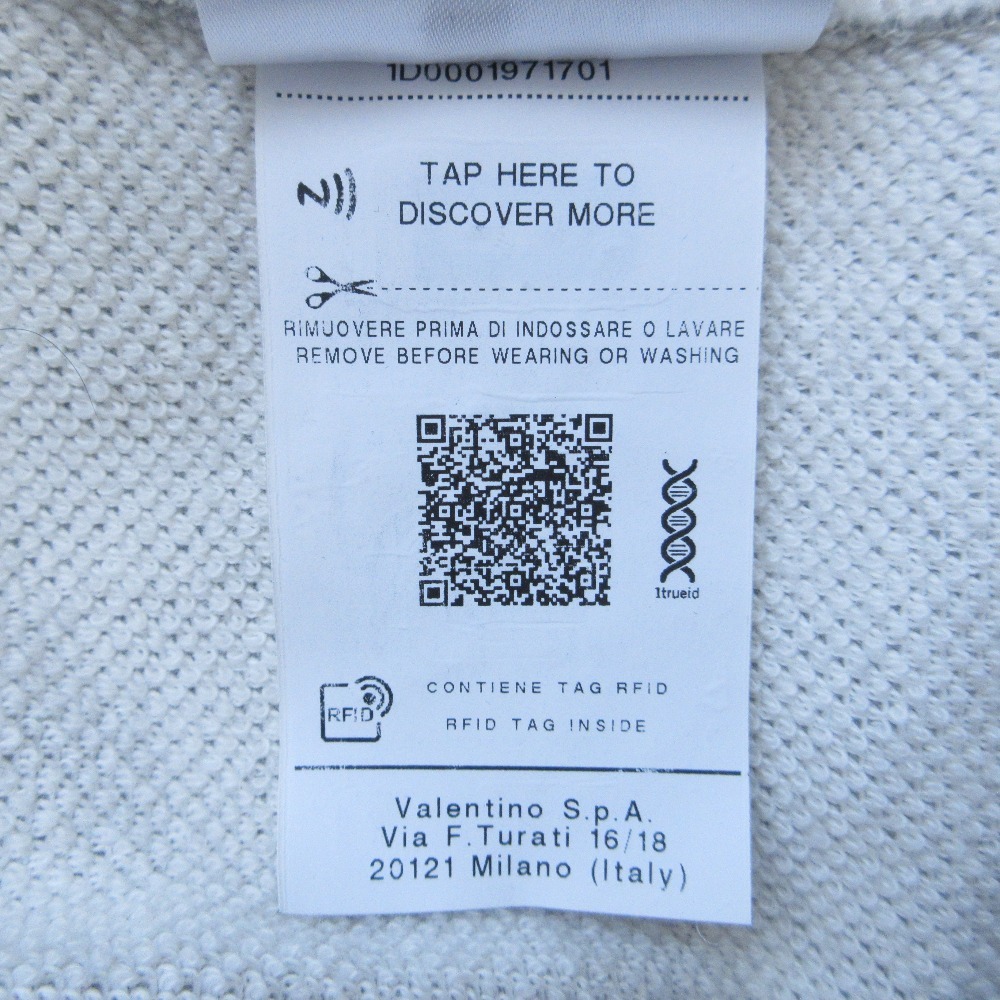 1D0001971701
TAP HERE TO
DISCOVER MORE
RIMUOVERE PRIMA DI INDOSSARE O LAVARE
REMOVE BEFORE WEARING OR WASHING
1trueid
RFID
CONTIENE TAG RFID
RFID TAG INSIDE
Valentino S.p.A.
Via F.Turati 16/18
20121 Milano (Italy)